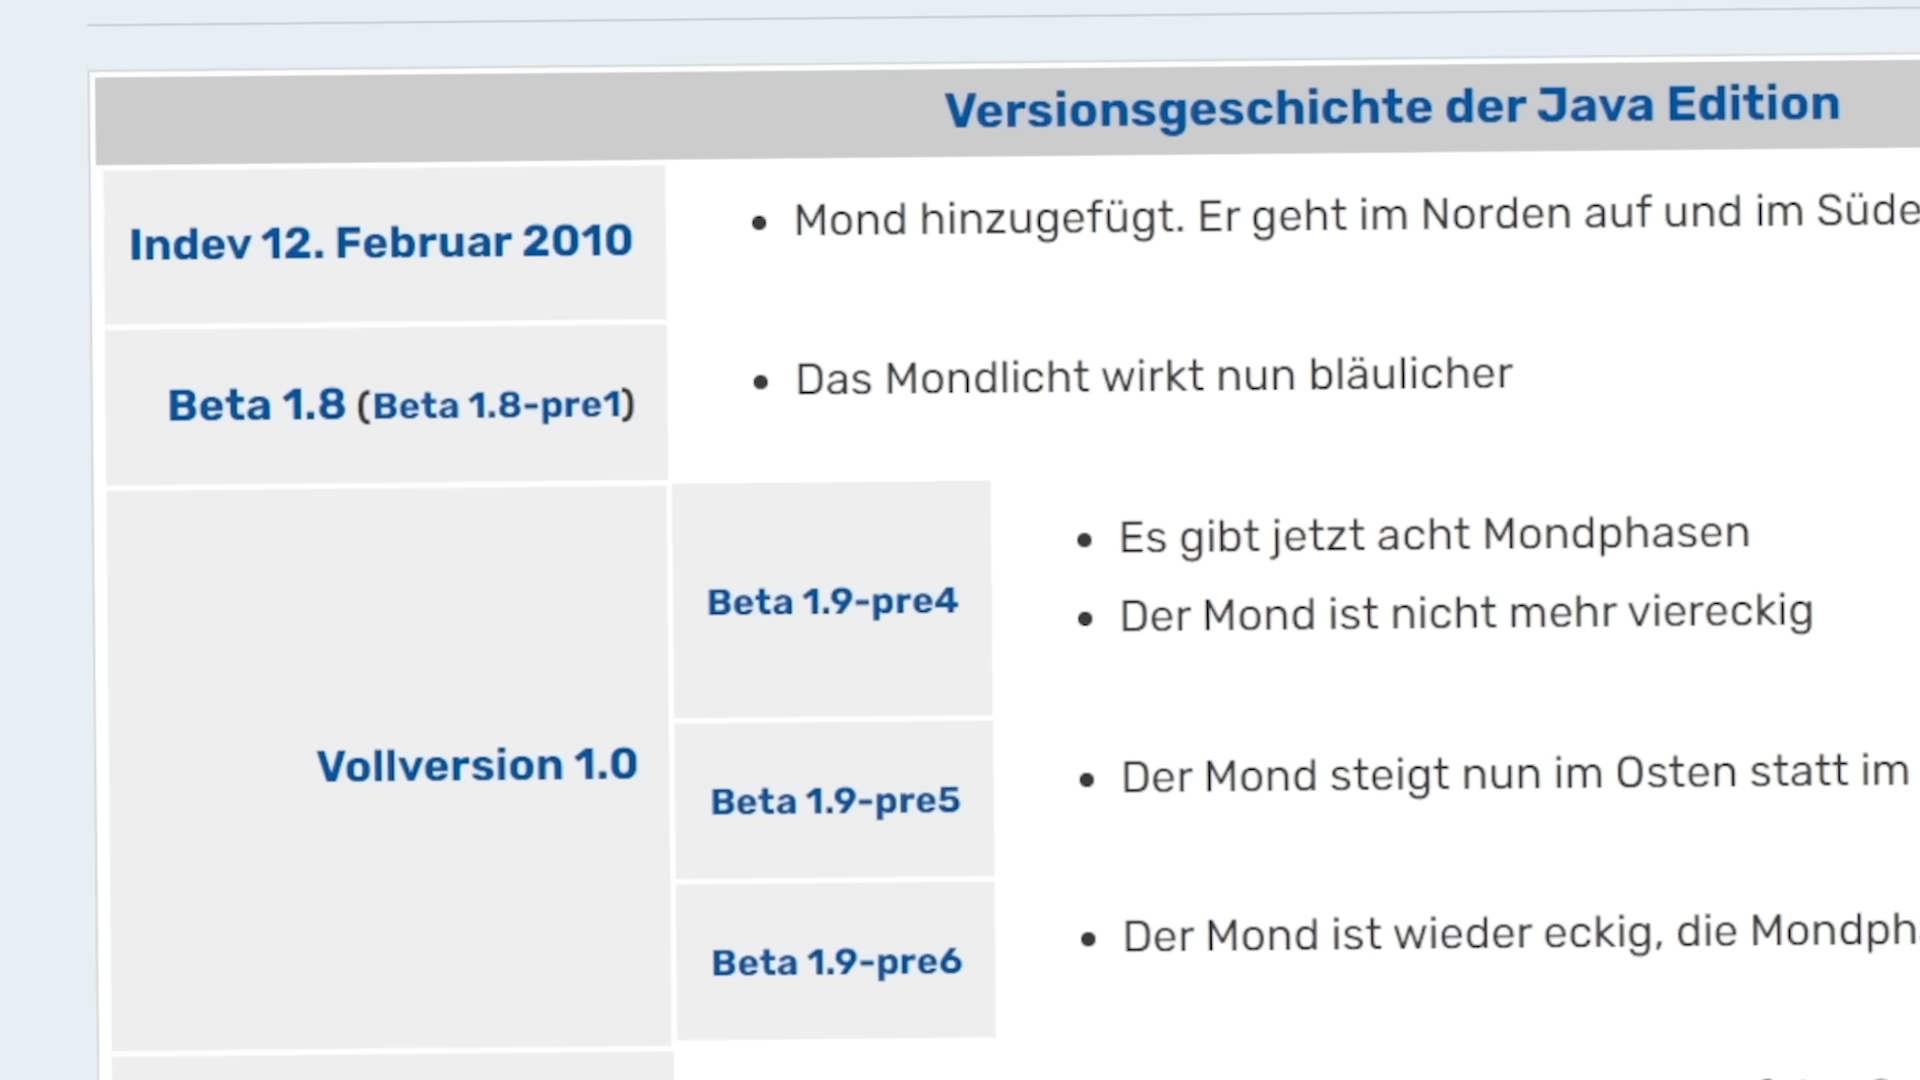 Versionsgeschichte der Java Edition
Indev 12. Februar 2010
Mond hinzugefügt. Er geht im Norden auf und im
Beta 1.8 (Beta 1.8-pre1)
Das Mondlicht wirkt nun bläulicher
Vollversion 1.0
Beta 1.9-pre4
Es gibt jetzt acht Mondphasen
Der Mond ist nicht mehr viereckig
Beta 1.9-pre5
Der Mond steigt nun im Osten statt im
Beta 1.9-pre6
Der Mond ist wieder eckig, die